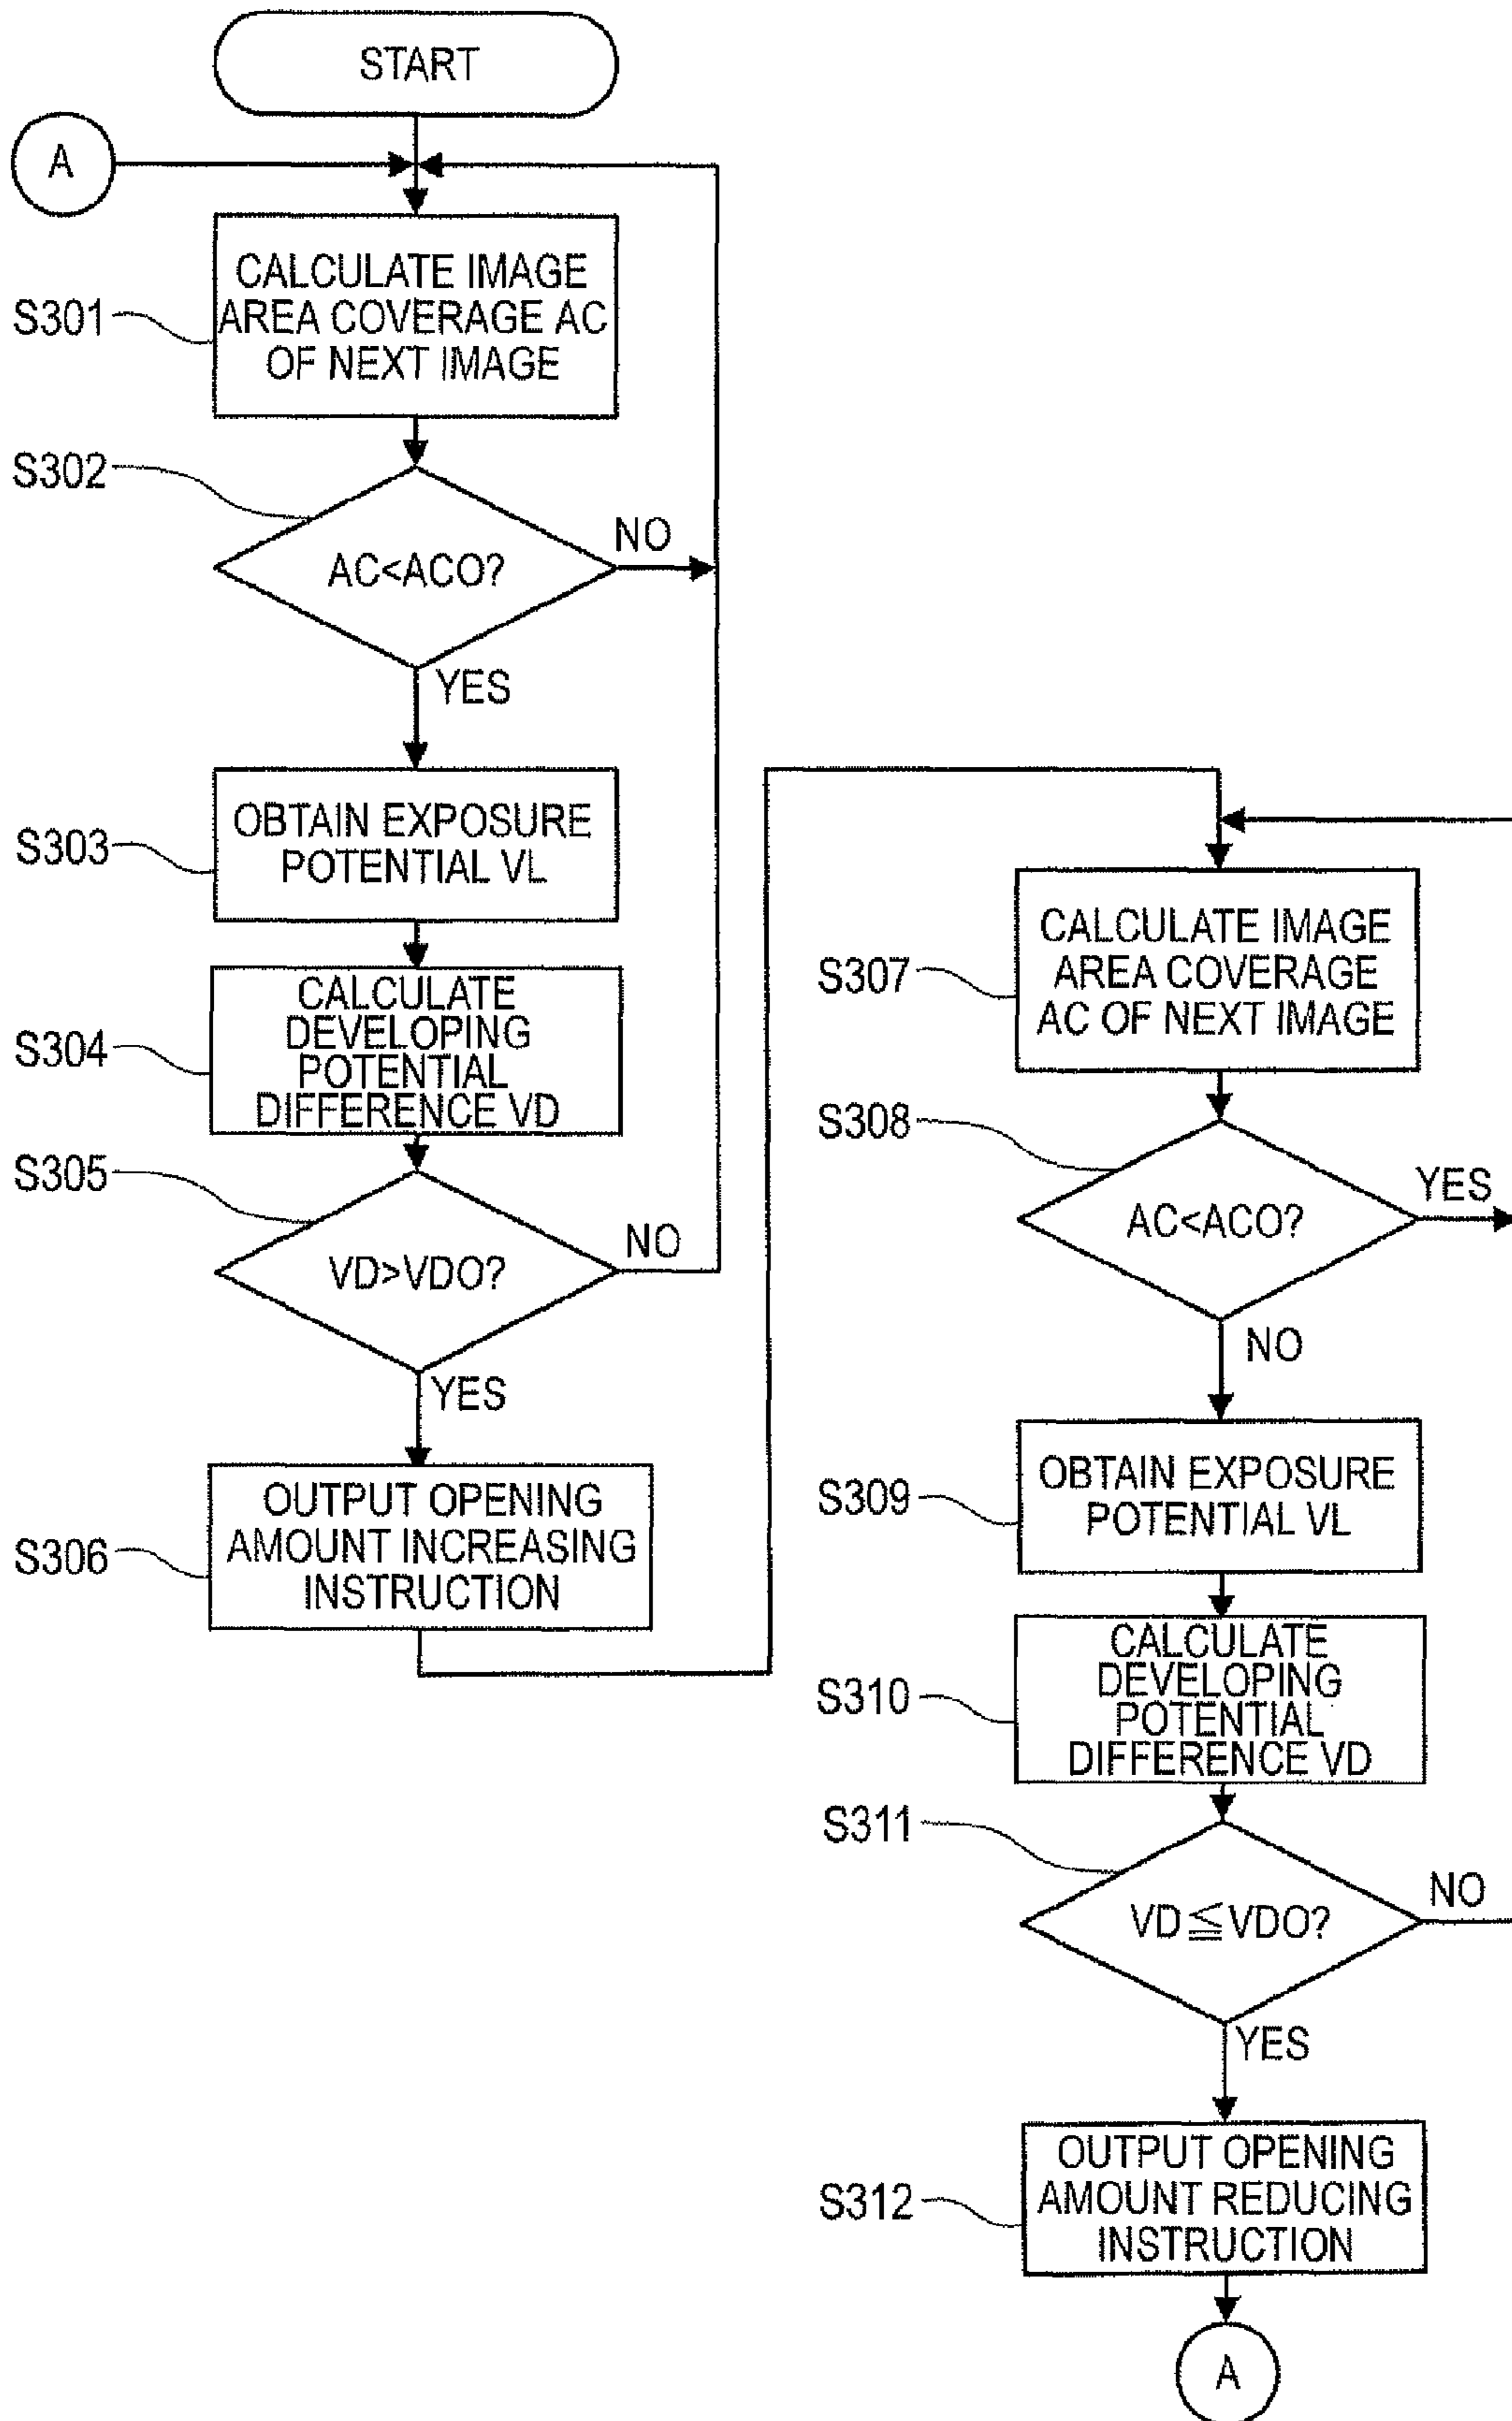 START
A
S301
CALCULATE IMAGE
AREA COVERAGE AC
OF NEXT IMAGE
S302
AC<ACO?
NO
YES
S303
OBTAIN EXPOSURE
POTENTIAL VL
S304
CALCULATE
DEVELOPING
POTENTIAL
DIFFERENCE VD
S305
VD>VDO?
NO
YES
S306
OUTPUT OPENING
AMOUNT INCREASING
INSTRUCTION
S307
CALCULATE IMAGE
AREA COVERAGE
AC OF NEXT IMAGE
S308
AC<ACO?
YES
NO
S309
OBTAIN EXPOSURE
POTENTIAL VL
S310
CALCULATE
DEVELOPING
POTENTIAL
DIFFERENCE VD
S311
VD≦VDO?
NO
YES
S312
OUTPUT OPENING
AMOUNT REDUCING
INSTRUCTION
A